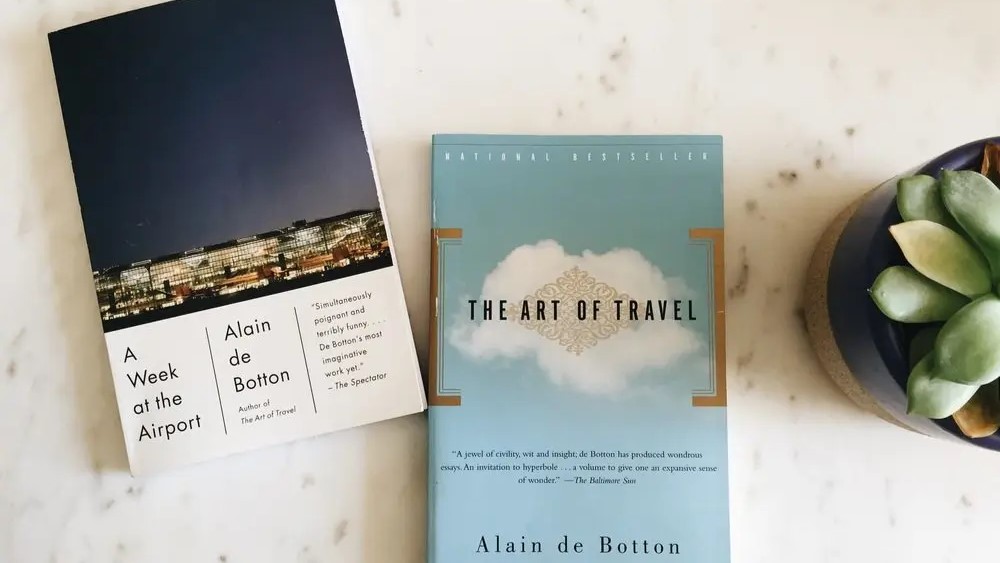 A
Week
at the
Airport
Alain
de
Botton
Author of
The Art of Travel
"Simultaneously
poignant and
terribly funny. . . .
De Botton's most
imaginative
work yet."
– The Spectator
NATIONAL BESTSELLER
THE ART OF TRAVEL
"A jewel of civility, wit and insight; de Botton has produced wondrous
essays. An invitation to hyperbole . . . a volume to give one an expansive sense
of wonder." —The Baltimore Sun
Alain de Botton